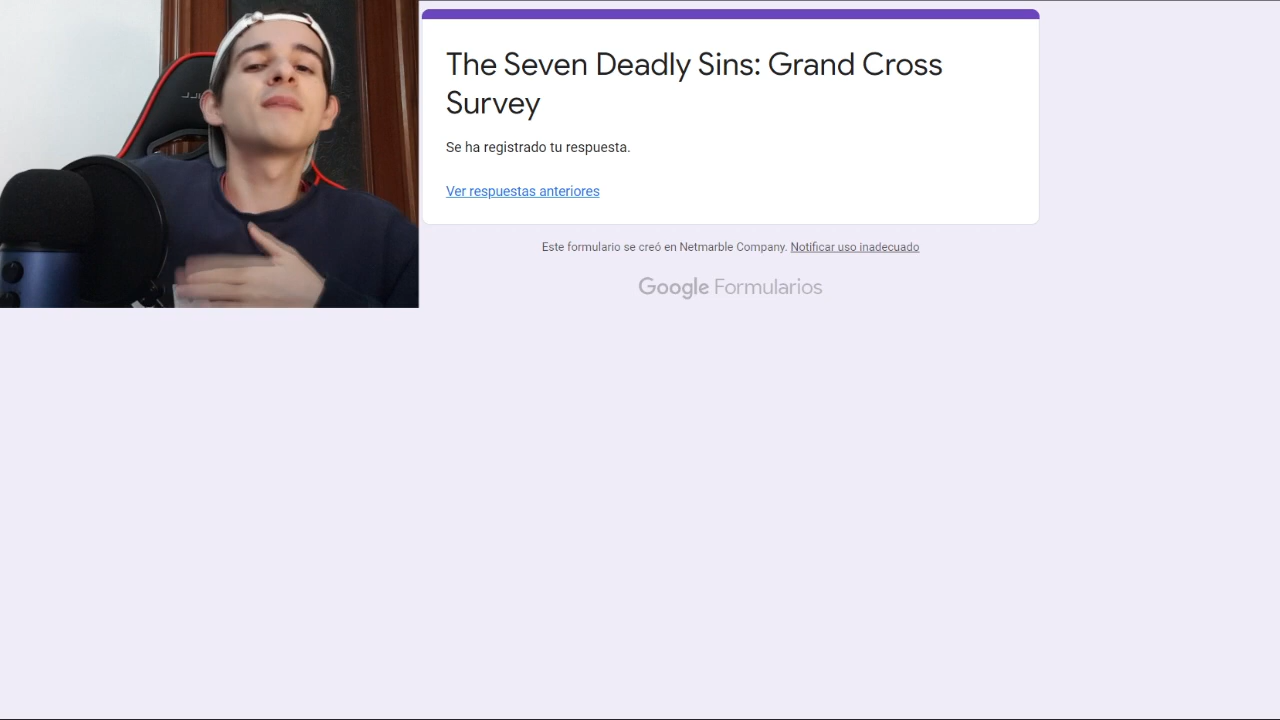 The Seven Deadly Sins: Grand Cross
Survey
Se ha registrado tu respuesta.
Ver respuestas anteriores
Este formulario se creó en Netmarble Company. Notificar uso inadecuado
Google Formularios